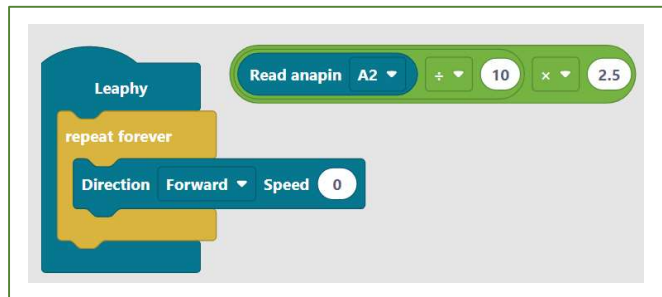 Read anapin A2 ÷ 10 × 2.5
Leaphy
repeat forever
Direction Forward Speed 0